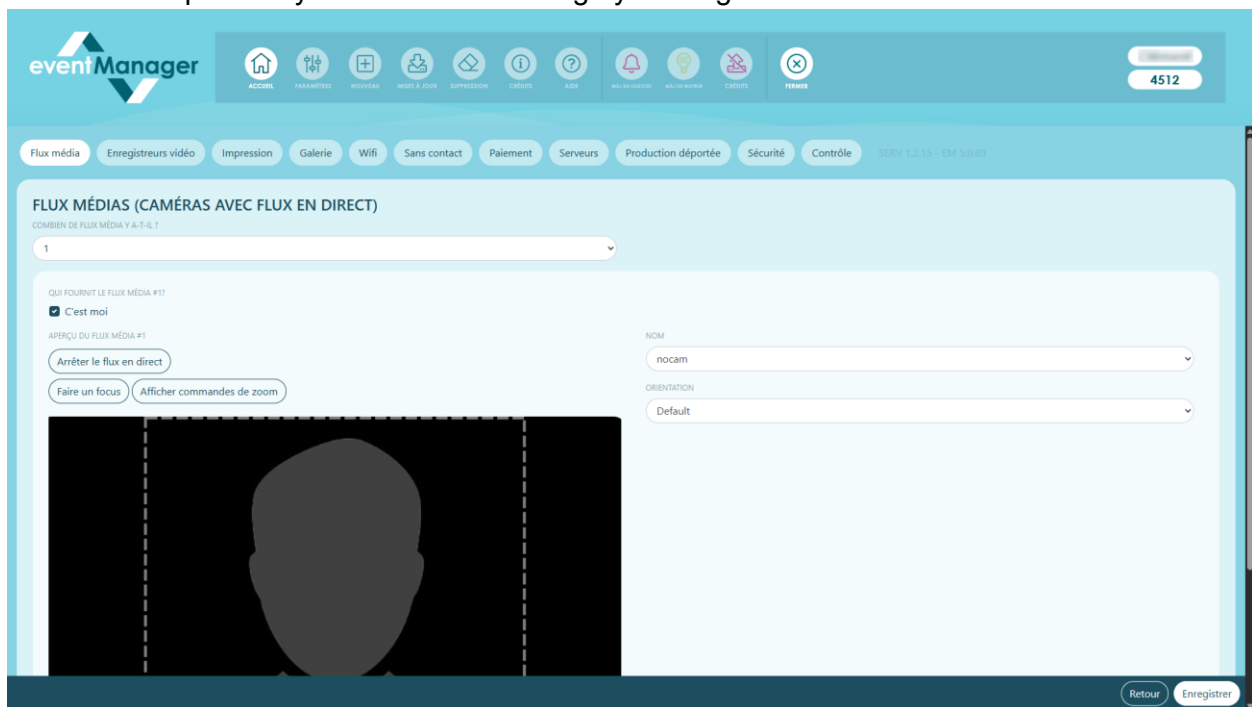 eventManager
ACCUEIL PARAMÈTRES NOUVEAU MISES À JOUR SUPPRESSION CRÉDITS AIDE CRÉDITS FERMER
4512
Flux média Enregistreurs vidéo Impression Galerie Wifi Sans contact Paiement Serveurs Production déportée Sécurité Contrôle SERV 1.2.15 - EM 5.0.69
FLUX MÉDIAS (CAMÉRAS AVEC FLUX EN DIRECT)
COMBIEN DE FLUX MÉDIA Y A-T-IL ?
1
QUI FOURNIT LE FLUX MÉDIA #1?
C'est moi
APERÇU DU FLUX MÉDIA #1 NOM
Arrêter le flux en direct nocam
Faire un focus Afficher commandes de zoom ORIENTATION
Default
Retour Enregistrer